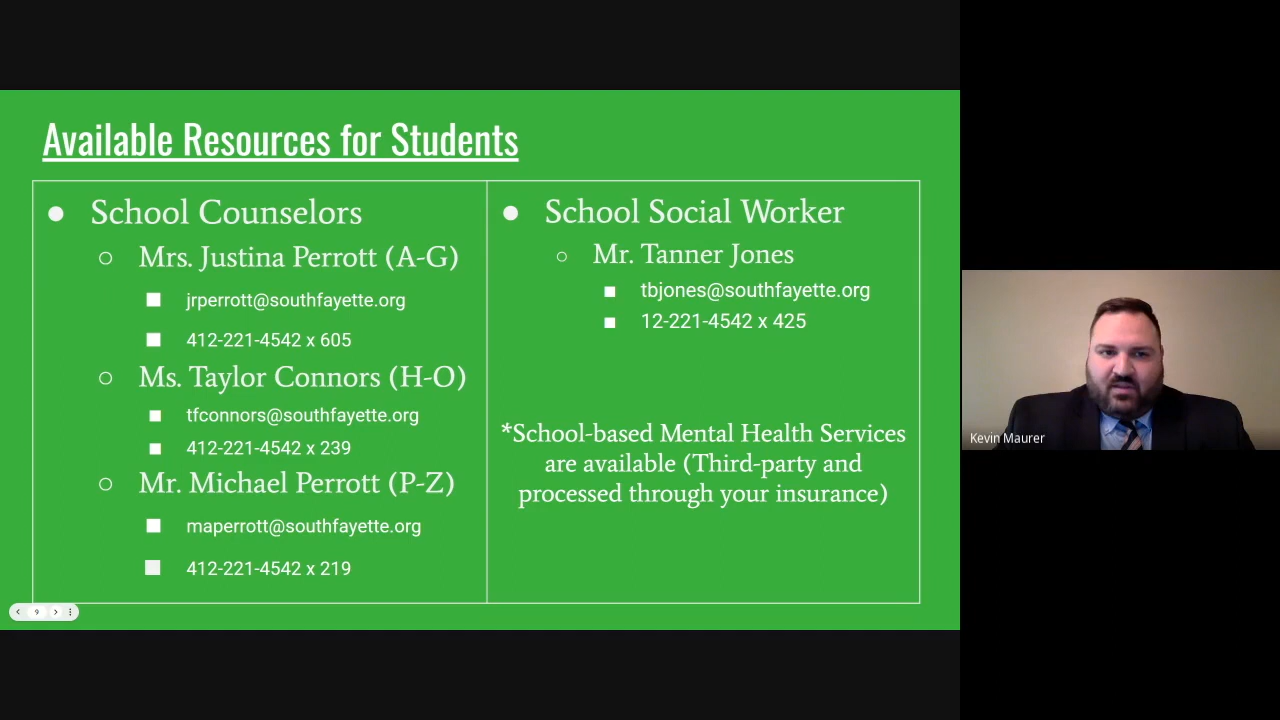 Available Resources for Students
● School Counselors
○ Mrs. Justina Perrott (A-G)
■ jrperrott@southfayette.org
■ 412-221-4542 x 605
○ Ms. Taylor Connors (H-O)
■ tfconnors@southfayette.org
■ 412-221-4542 x 239
○ Mr. Michael Perrott (P-Z)
■ maperrott@southfayette.org
■ 412-221-4542 x 219
● School Social Worker
○ Mr. Tanner Jones
■ tbjones@southfayette.org
■ 12-221-4542 x 425
*School-based Mental Health Services
are available (Third-party and
processed through your insurance)
9
Kevin Maurer